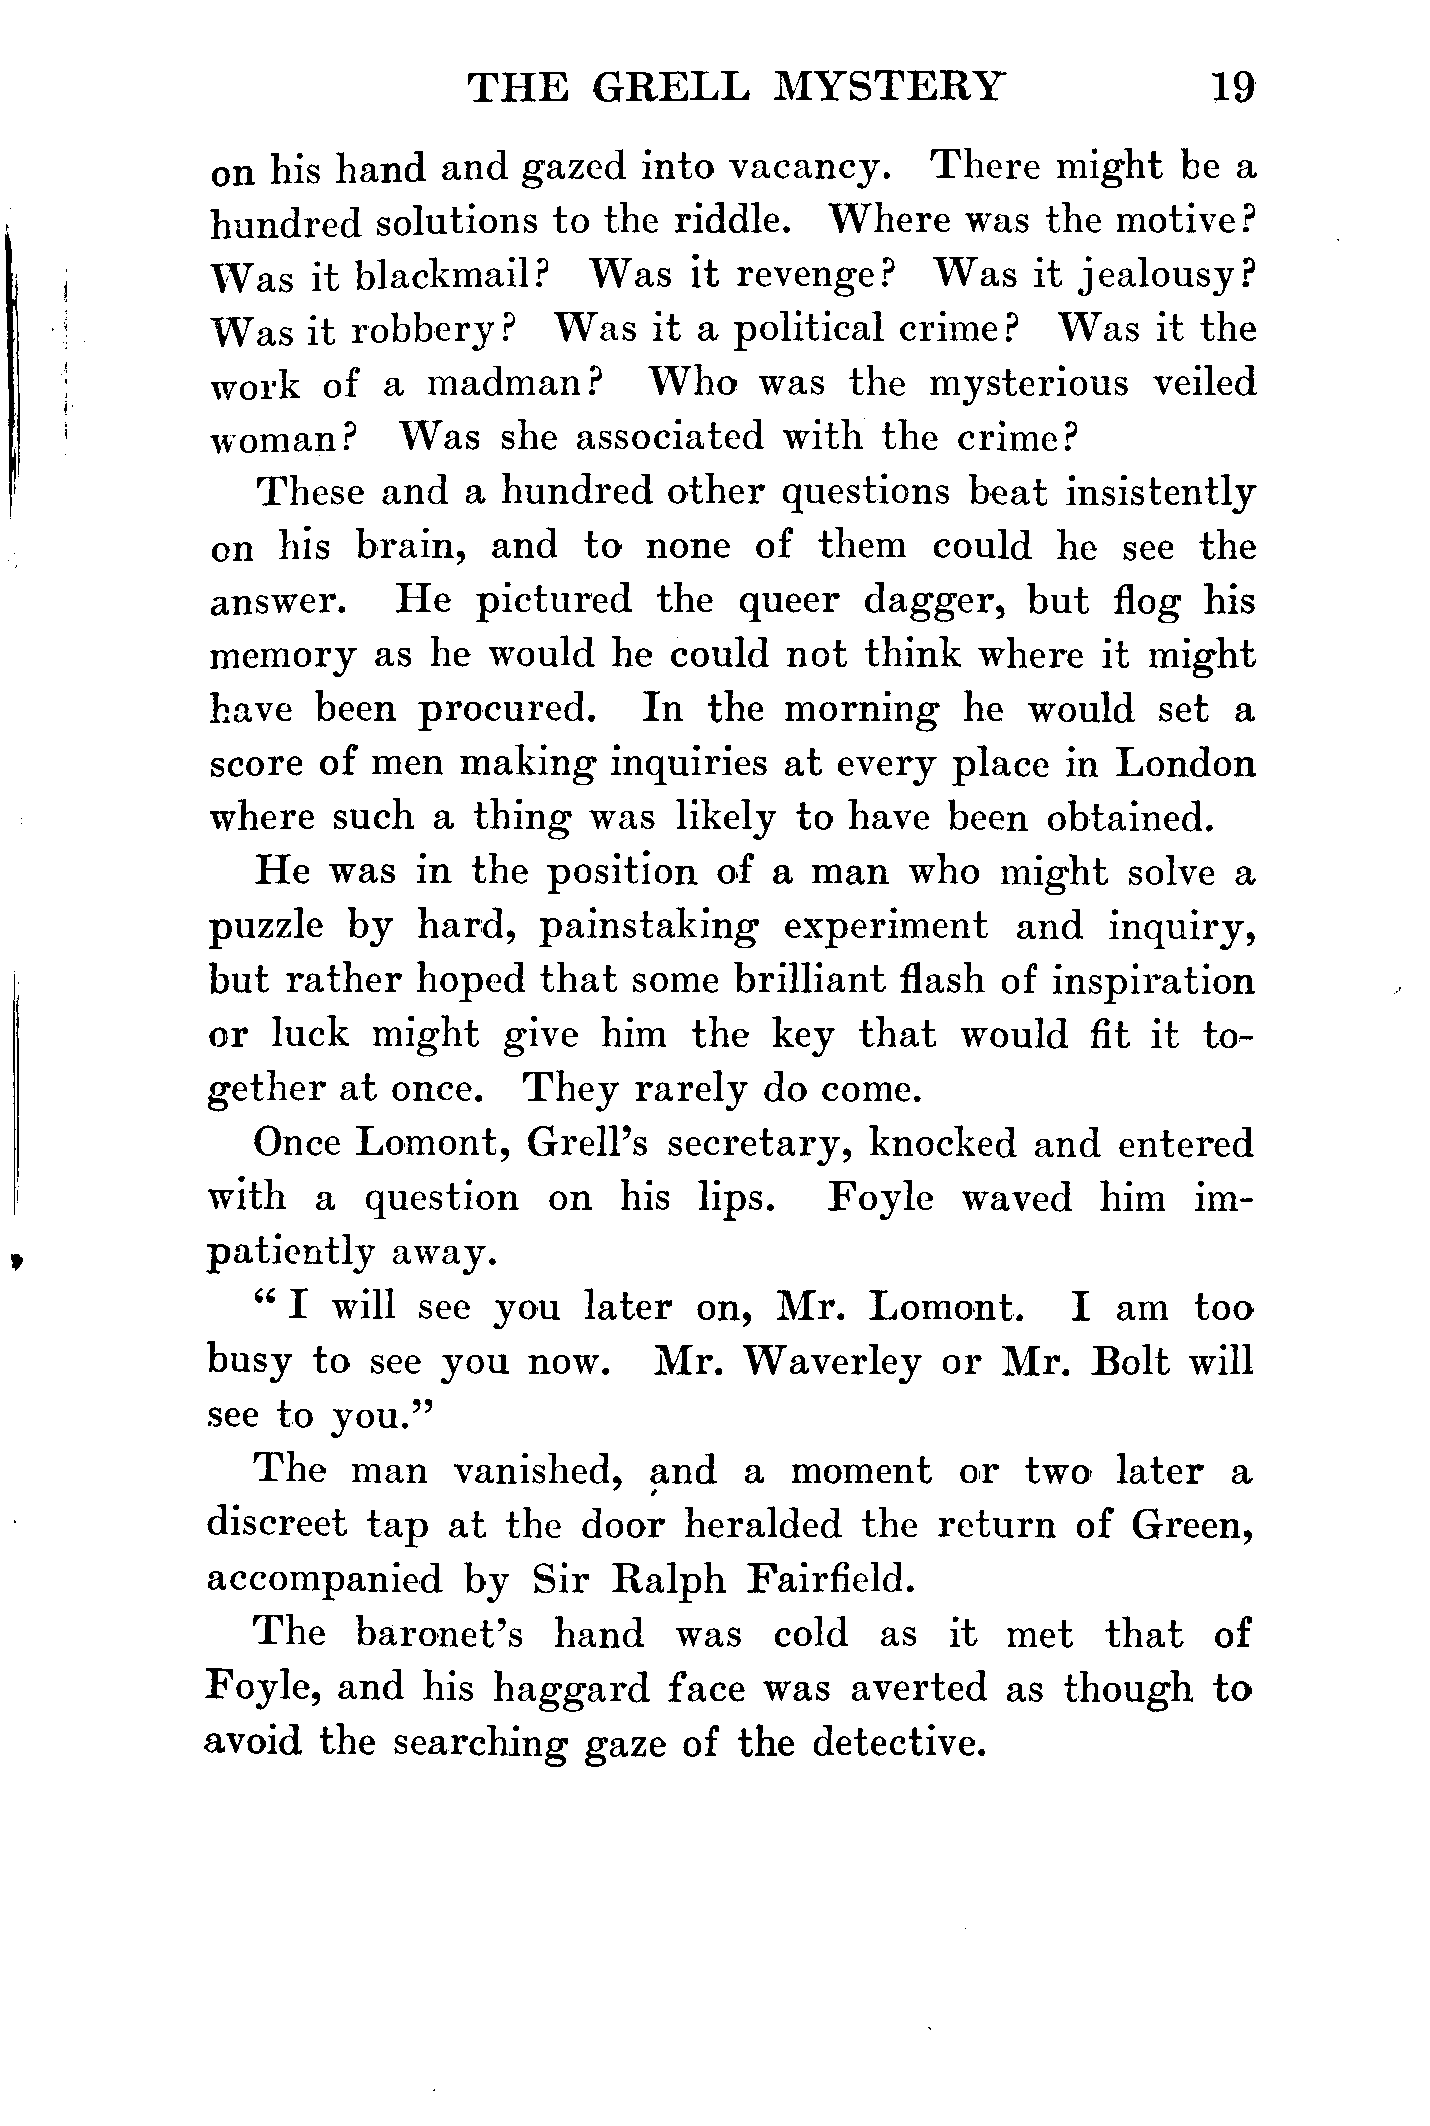 THE GRELL MYSTERY 19
on his hand and gazed into vacancy. There might be a
hundred solutions to the riddle. Where was the motive?
Was it blackmail? Was it revenge? Was it jealousy?
Was it robbery? Was it a political crime? Was it the
work of a madman? Who was the mysterious veiled
woman? Was she associated with the crime?
These and a hundred other questions beat insistently
on his brain, and to none of them could he see the
answer. He pictured the queer dagger, but flog his
memory as he would he could not think where it might
have been procured. In the morning he would set a
score of men making inquiries at every place in London
where such a thing was likely to have been obtained.
He was in the position of a man who might solve a
puzzle by hard, painstaking experiment and inquiry,
but rather hoped that some brilliant flash of inspiration
or luck might give him the key that would fit it to-
gether at once. They rarely do come.
Once Lomont, Grell's secretary, knocked and entered
with a question on his lips. Foyle waved him im-
patiently away.
"I will see you later on, Mr. Lomont. I am too
busy to see you now. Mr. Waverley or Mr. Bolt will
see to you."
The man vanished, and a moment or two later a
discreet tap at the door heralded the return of Green,
accompanied by Sir Ralph Fairfield.
The baronet's hand was cold as it met that of
Foyle, and his haggard face was averted as though to
avoid the searching gaze of the detective.